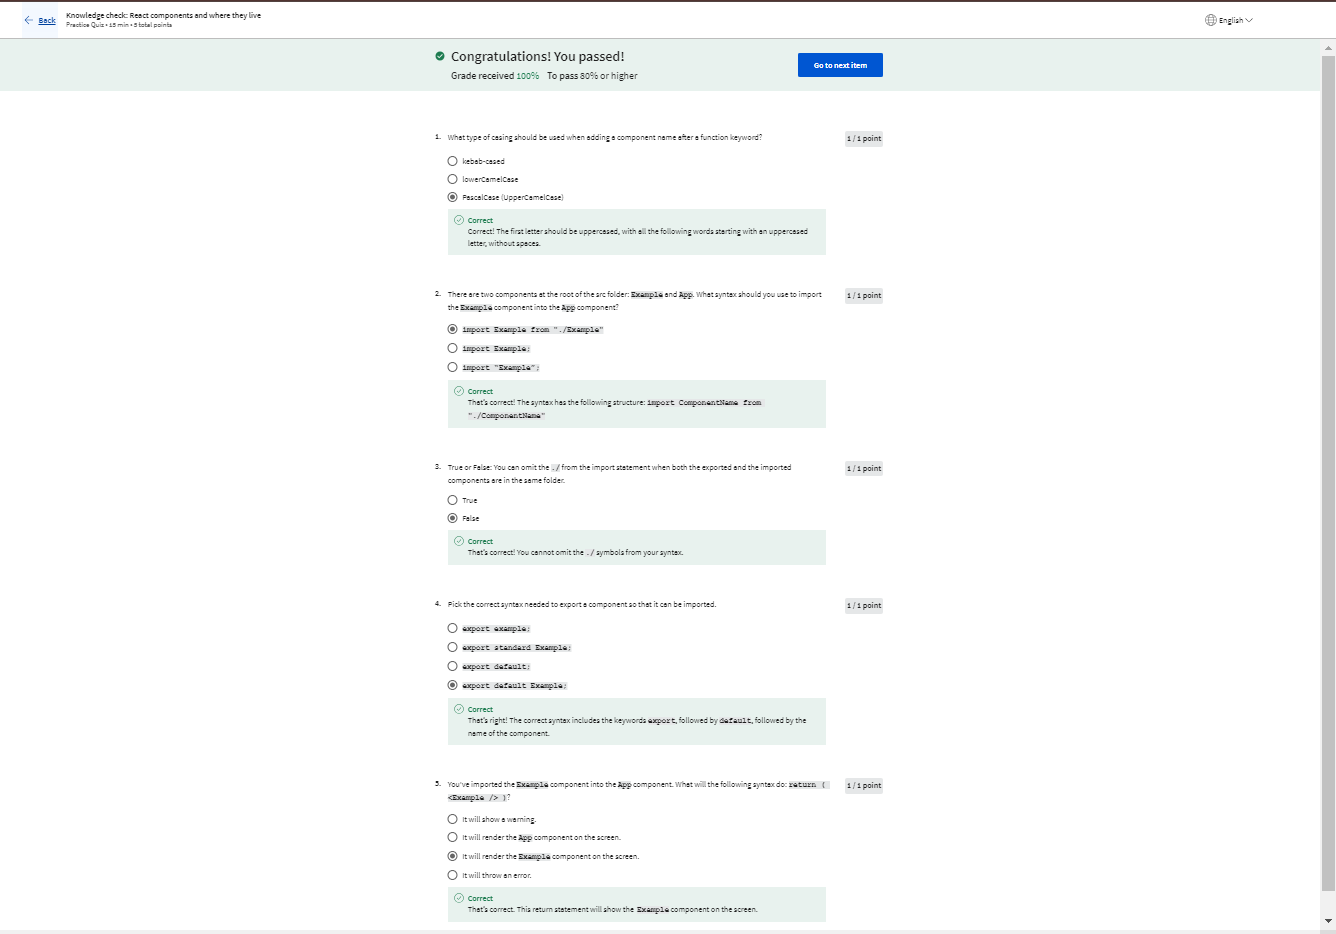 Back
Knowledge check: React components and where they live
Practice Quiz • 15 min • 5 total points
English
Congratulations! You passed!
Grade received 100% To pass 80% or higher
Go to next item
1. What type of casing should be used when adding a component name after a function keyword?
1 / 1 point
kebab-cased
lowerCamelCase
PascalCase (UpperCamelCase)
Correct
Correct! The first letter should be uppercased, with all the following words starting with an uppercased
letter, without spaces.
2. There are two components at the root of the src folder: Example and App. What syntax should you use to import
the Example component into the App component?
1 / 1 point
import Example from "./Example"
import Example;
import "Example";
Correct
That's correct! The syntax has the following structure: import ComponentName from
"./ComponentName"
3. True or False: You can omit the ./ from the import statement when both the exported and the imported
components are in the same folder.
1 / 1 point
True
False
Correct
That's correct! You cannot omit the ./ symbols from your syntax.
4. Pick the correct syntax needed to export a component so that it can be imported.
1 / 1 point
export example;
export standard Example;
export default;
export default Example;
Correct
That's right! The correct syntax includes the keywords export, followed by default, followed by the
name of the component.
5. You've imported the Example component into the App component. What will the following syntax do: return (
<Example /> )?
1 / 1 point
It will show a warning.
It will render the App component on the screen.
It will render the Example component on the screen.
It will throw an error.
Correct
That's correct. This return statement will show the Example component on the screen.